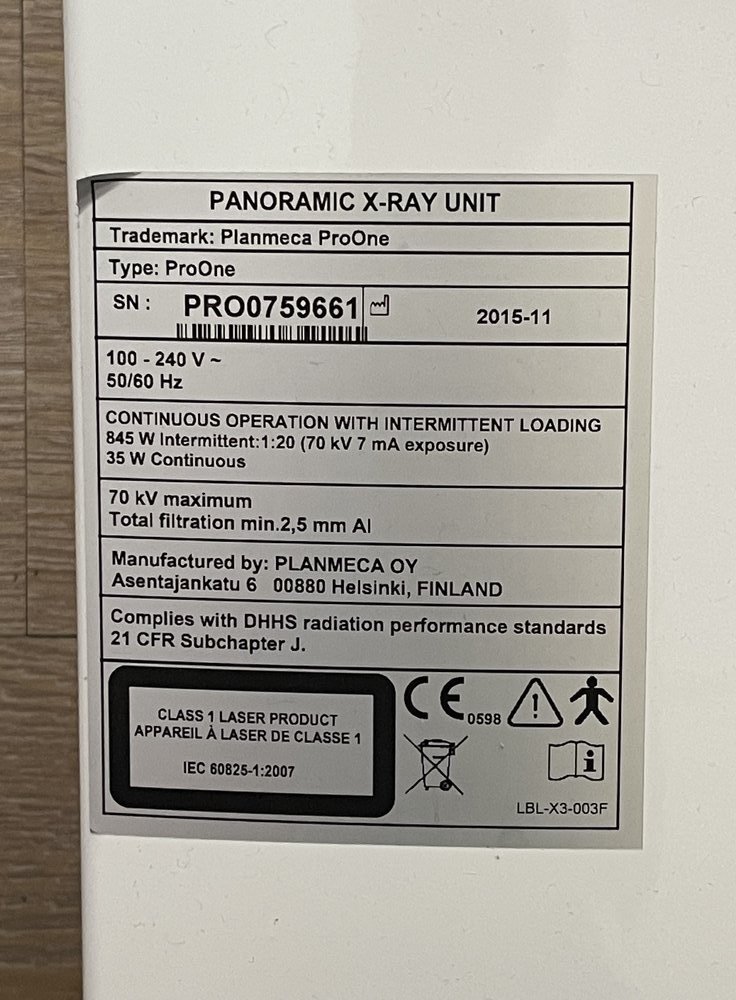 PANORAMIC X-RAY UNIT
Trademark: Planmeca ProOne
Type: ProOne
SN : PRO0759661 2015-11
100 - 240 V ~
50/60 Hz
CONTINUOUS OPERATION WITH INTERMITTENT LOADING
845 W Intermittent:1:20 (70 kV 7 mA exposure)
35 W Continuous
70 kV maximum
Total filtration min.2,5 mm Al
Manufactured by: PLANMECA OY
Asentajankatu 6 00880 Helsinki, FINLAND
Complies with DHHS radiation performance standards
21 CFR Subchapter J.
CLASS 1 LASER PRODUCT
APPAREIL À LASER DE CLASSE 1
IEC 60825-1:2007
CE 0598
LBL-X3-003F